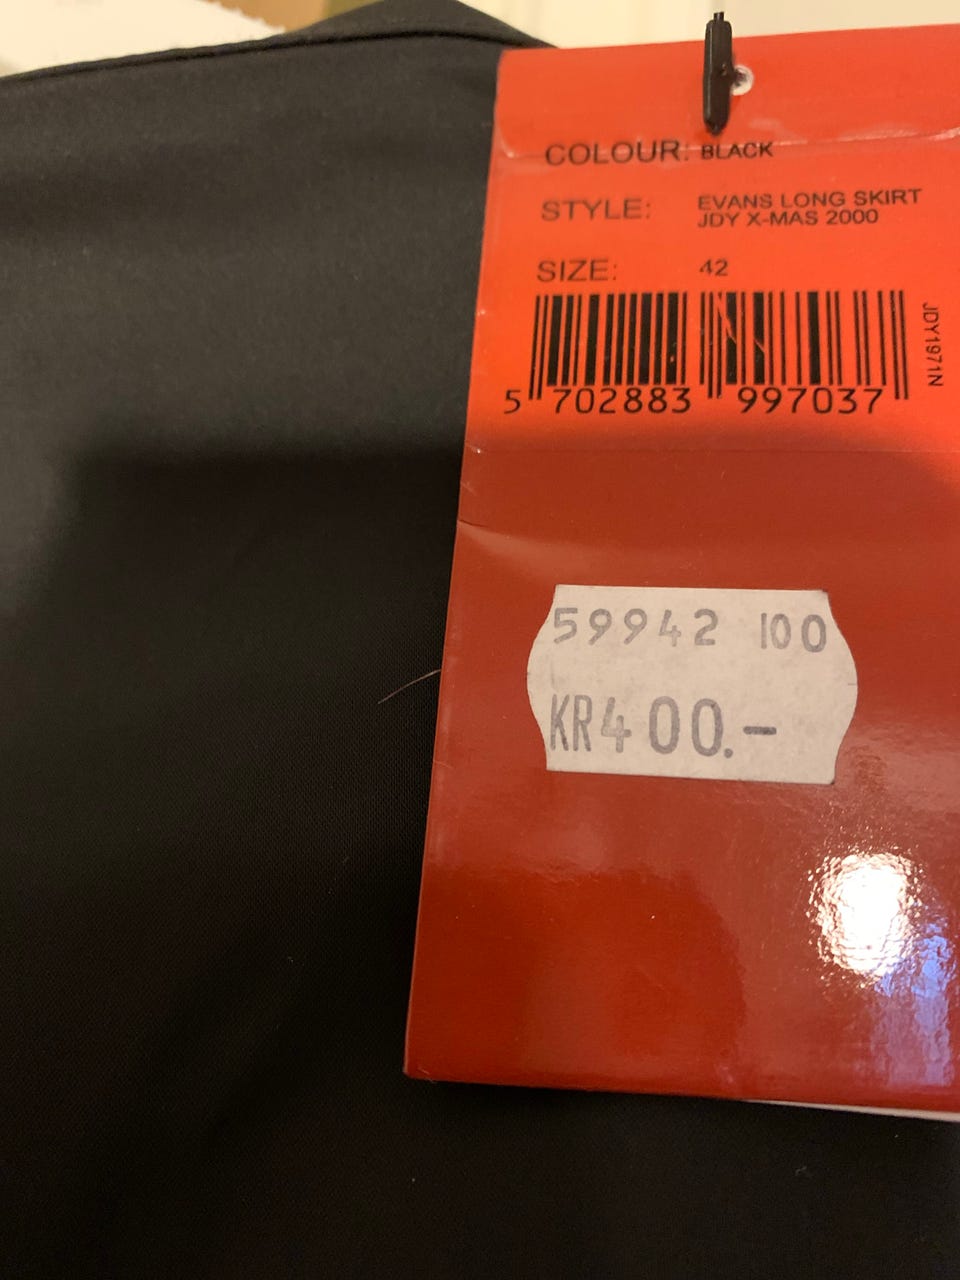 COLOUR: BLACK
STYLE: EVANS LONG SKIRT
JDY X-MAS 2000
SIZE: 42
JDY1971N
5 702883 997037
59942 100
KR400.-